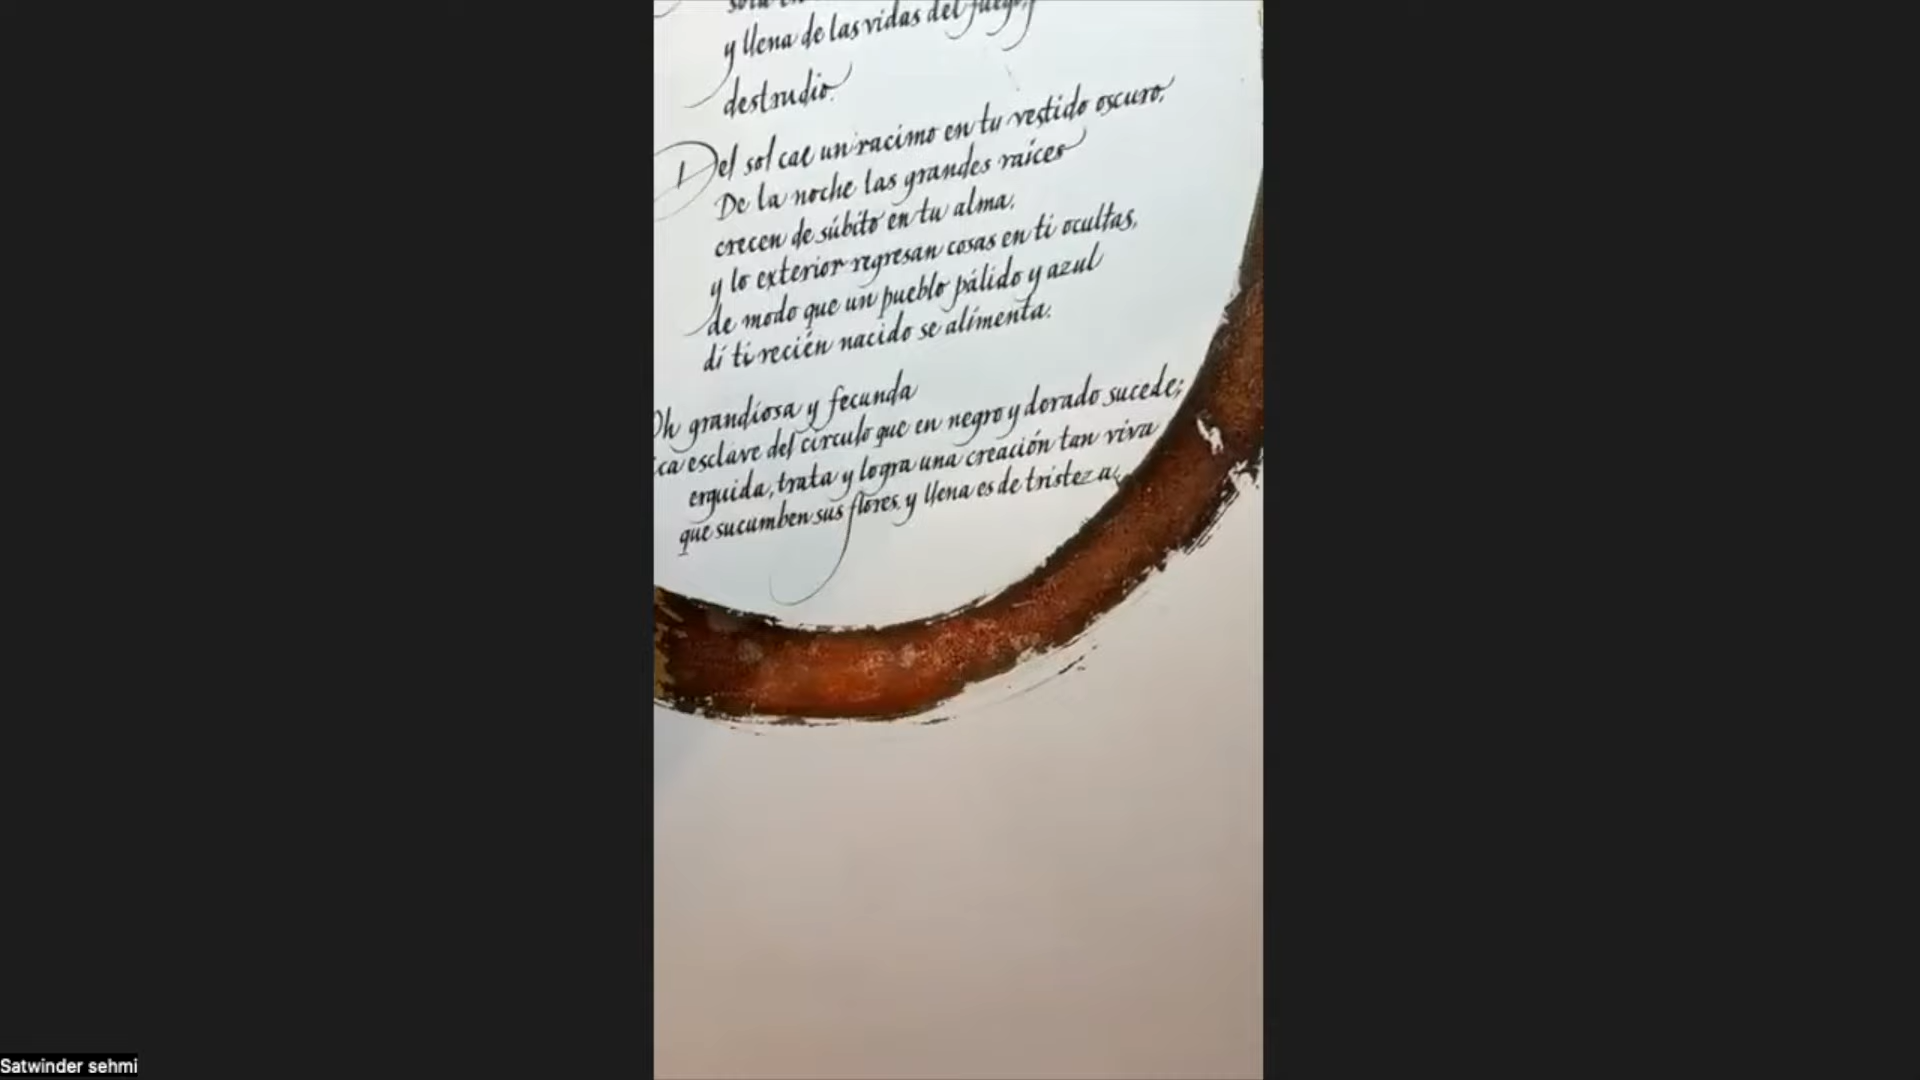 y llena de las vidas del fuego,
destrudio.
Del sol cae un racimo en tu vestido oscuro,
De la noche las grandes raíces
crecen de súbito en tu alma,
y lo exterior regresan cosas en ti ocultas,
de modo que un pueblo pálido y azul
dí ti recién nacido se alimenta.
Oh grandiosa y fecunda
ica esclave del círculo que en negro y dorado sucede;
erguida, trata y logra una creación tan viva
que sucumben sus flores, y llena es de tristeza.
Satwinder sehmi